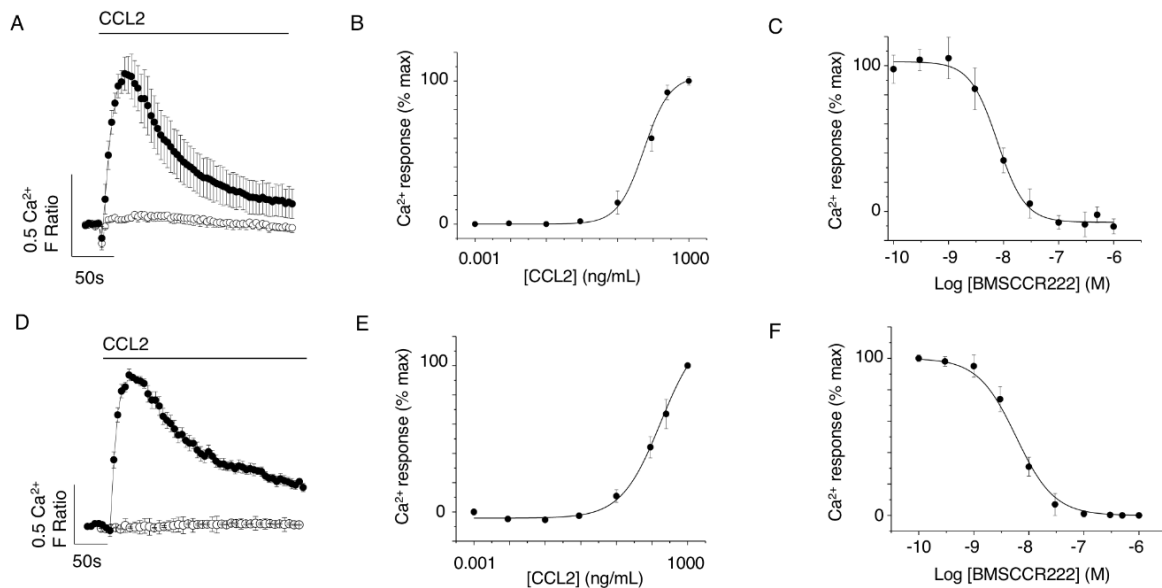 A
CCL2
0.5 Ca²⁺
F Ratio
50s
B
Ca²⁺ response (% max)
100
0
0.001
1000
[CCL2] (ng/mL)
C
Ca²⁺ response (% max)
100
0
-10
-9
-8
-7
-6
-5
Log [BMSCCR222] (M)
D
CCL2
0.5 Ca²⁺
F Ratio
50s
E
Ca²⁺ response (% max)
100
0
0.001
1000
[CCL2] (ng/mL)
F
Ca²⁺ response (% max)
100
0
-10
-9
-8
-7
-6
-5
Log [BMSCCR222] (M)